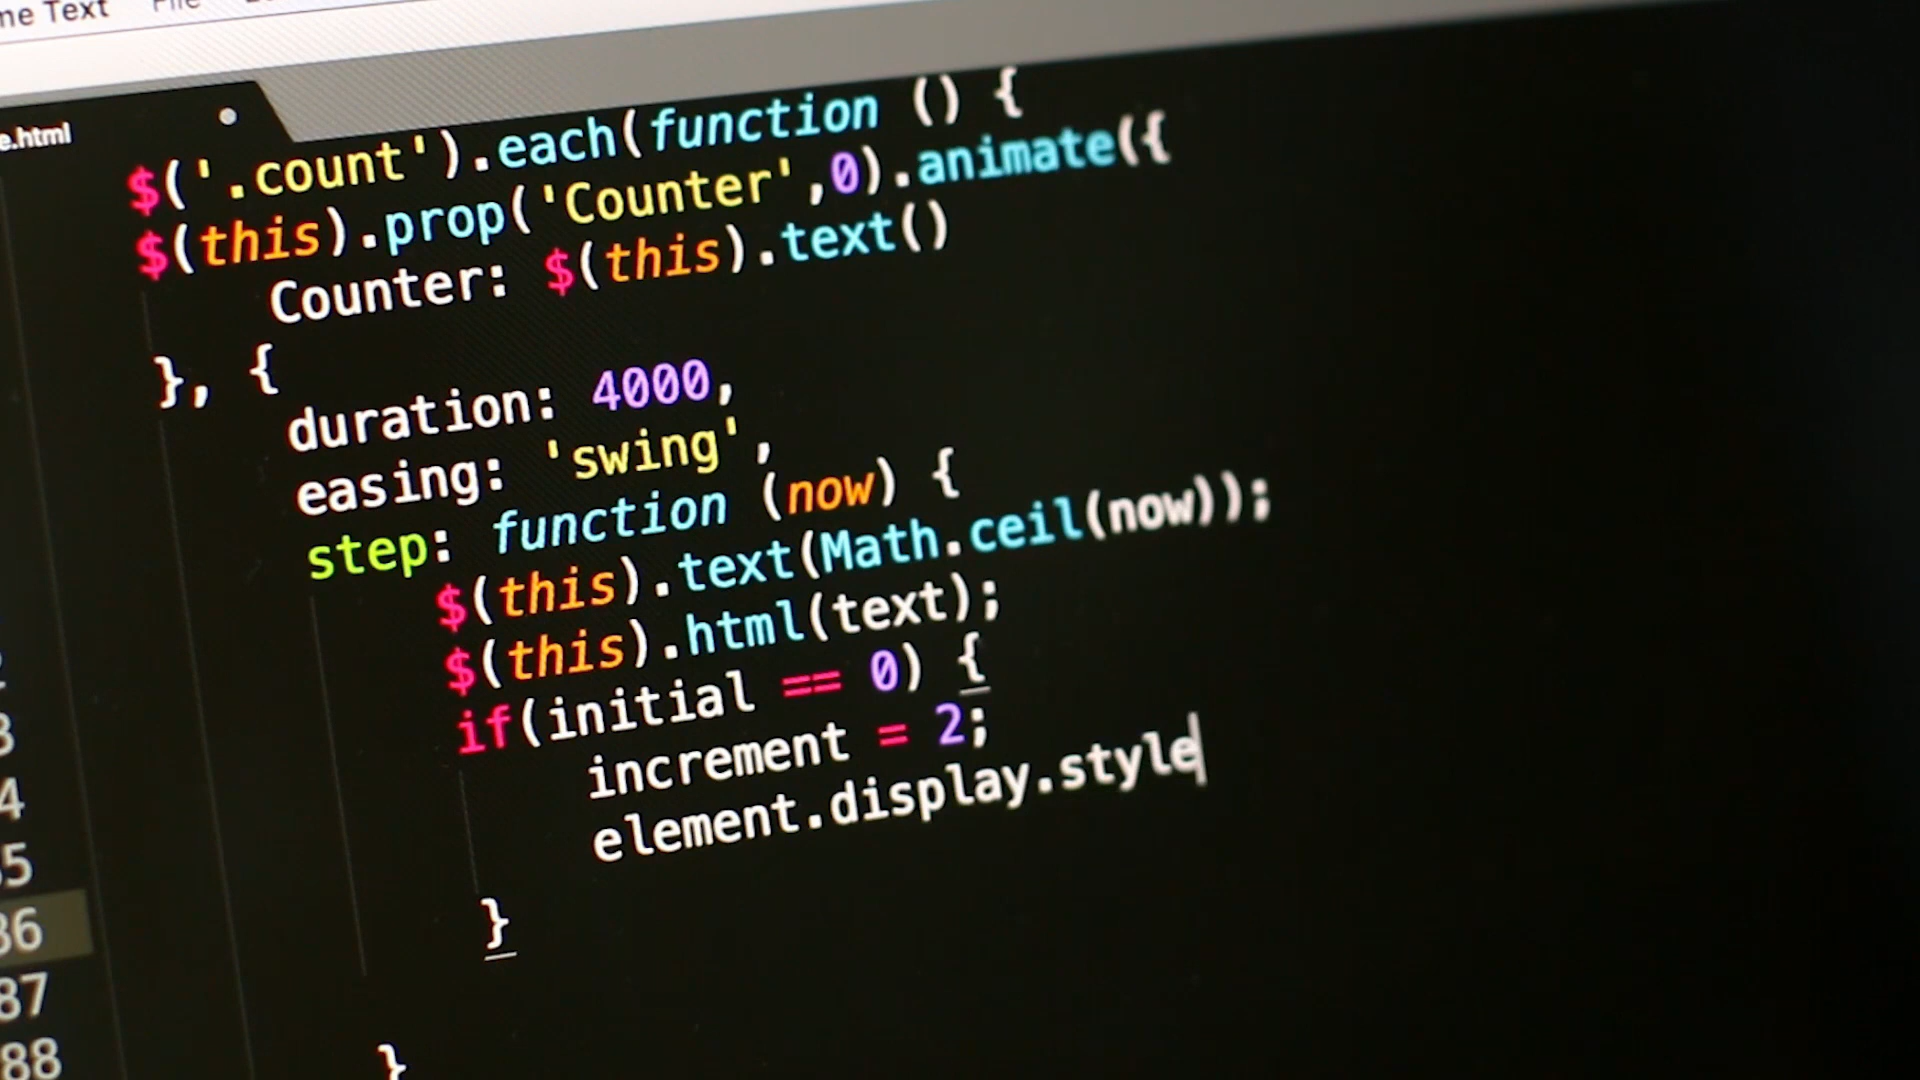 me Text File
e.html
$('.count').each(function () {
$(this).prop('Counter',0).animate({
Counter: $(this).text()
}, {
duration: 4000,
easing: 'swing',
step: function (now) {
$(this).text(Math.ceil(now));
$(this).html(text);
if(initial == 0) {
increment = 2;
element.display.style
}
}
3
4
85
86
87
88